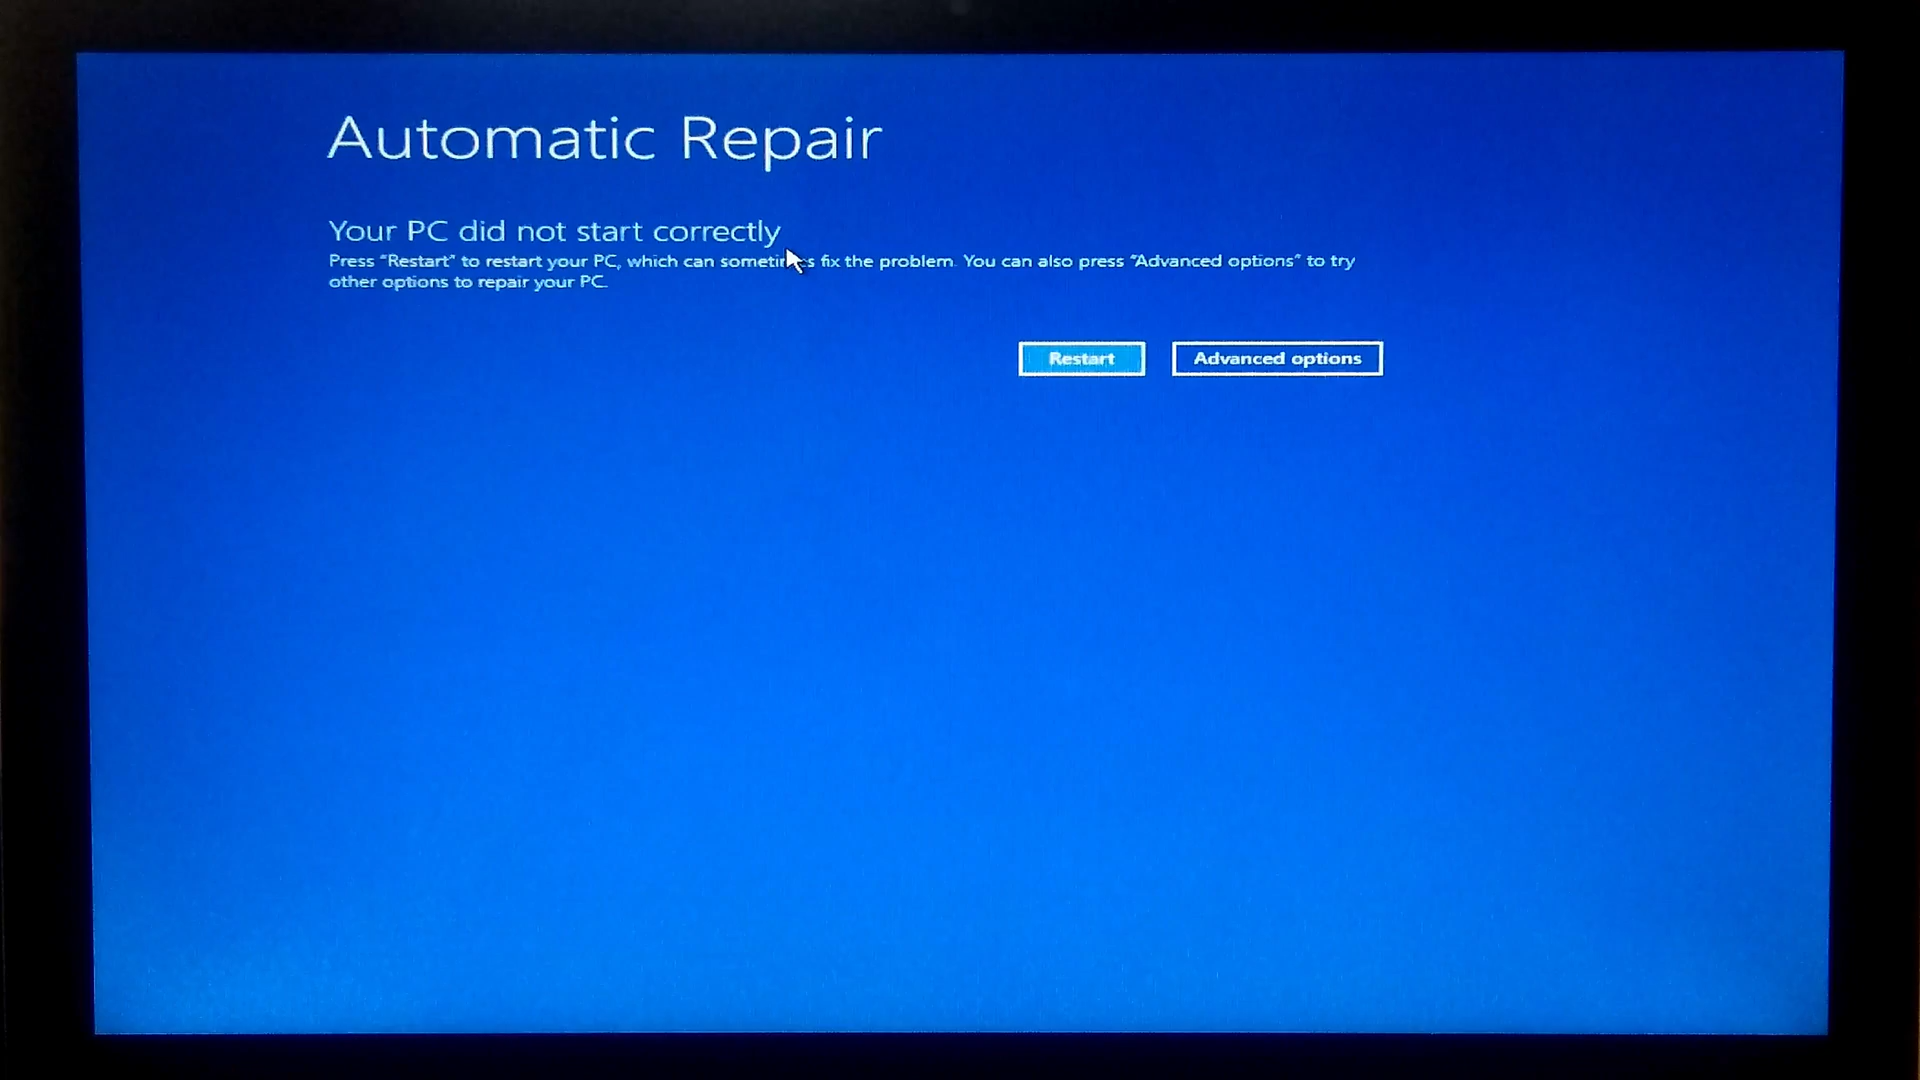 Automatic Repair
Your PC did not start correctly
Press “Restart” to restart your PC, which can sometimes fix the problem. You can also press “Advanced options” to try
other options to repair your PC.
Restart Advanced options